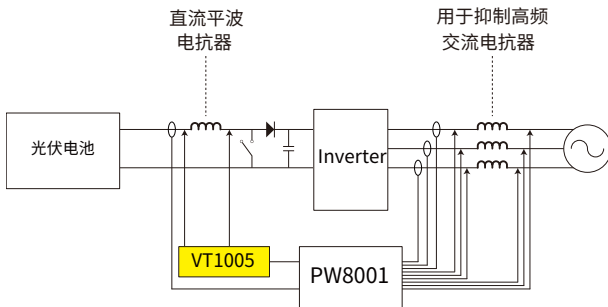 直流平波
电抗器
用于抑制高频
交流电抗器
光伏电池
Inverter
VT1005
PW8001